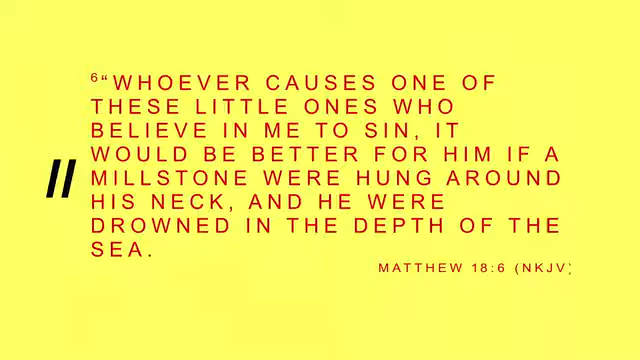 6“WHOEVER CAUSES ONE OF
THESE LITTLE ONES WHO
BELIEVE IN ME TO SIN, IT
WOULD BE BETTER FOR HIM IF A
MILLSTONE WERE HUNG AROUND
HIS NECK, AND HE WERE
DROWNED IN THE DEPTH OF THE
SEA.
//
MATTHEW 18:6 (NKJV)